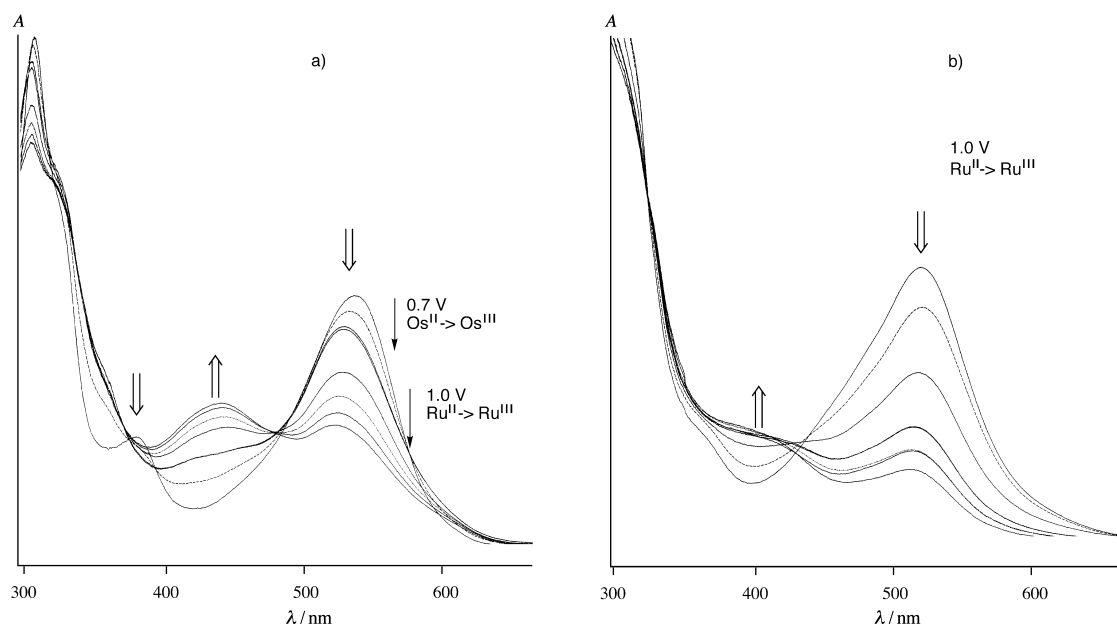 A
a)
0.7 V
Os^II-> Os^III
1.0 V
Ru^II-> Ru^III
300 400 500 600
λ / nm
A
b)
1.0 V
Ru^II-> Ru^III
300 400 500 600
λ / nm